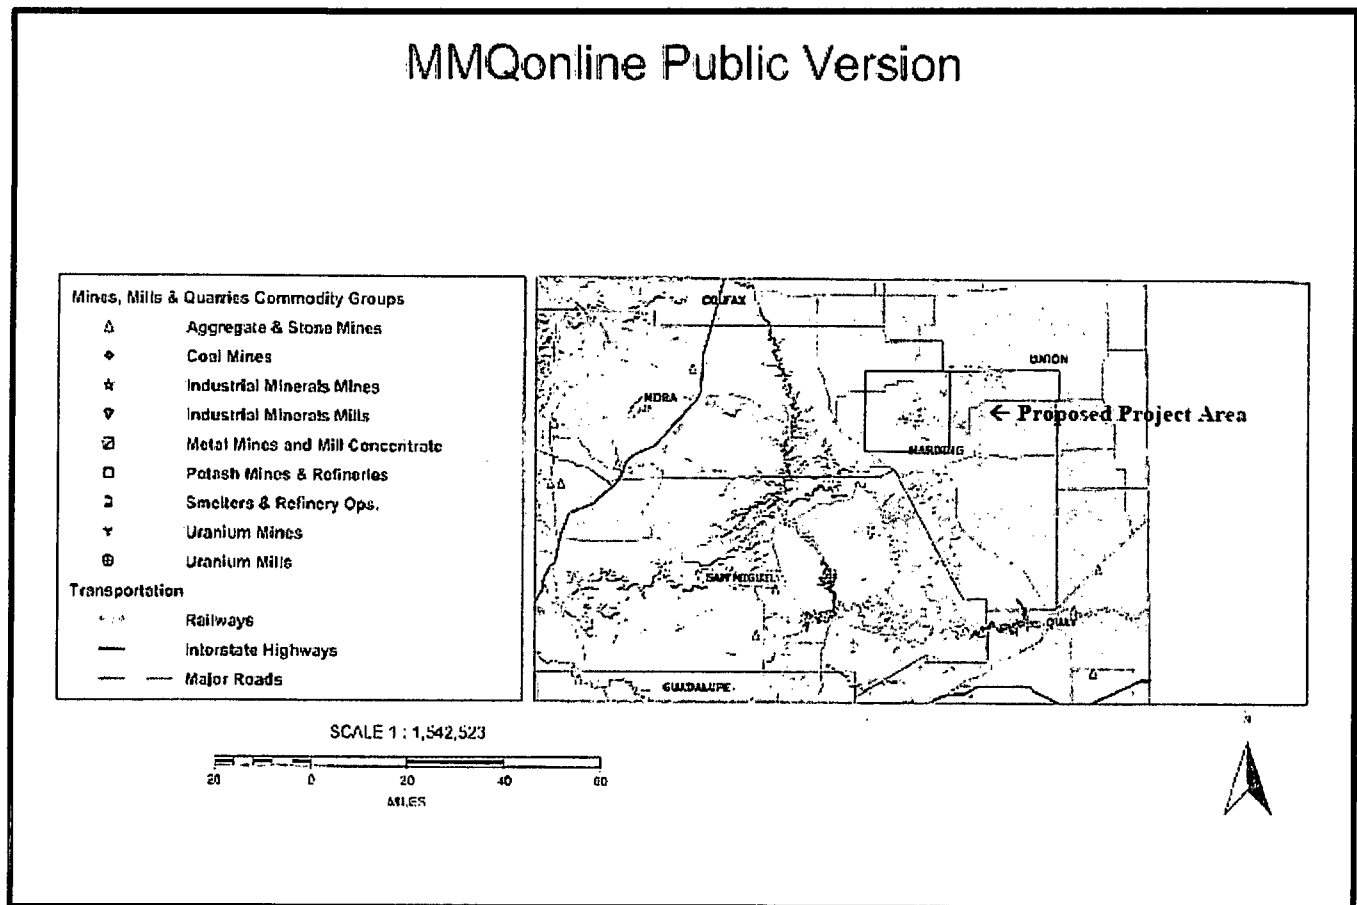 MMQonline Public Version
Mines, Mills & Quarries Commodity Groups
Aggregate & Stone Mines
Coal Mines
Industrial Minerals Mines
Industrial Minerals Mills
Metal Mines and Mill Concentrate
Potash Mines & Refineries
Smelters & Refinery Ops.
Uranium Mines
Uranium Mills
Transportation
Railways
Interstate Highways
Major Roads
COLFAX
UNION
MORA
← Proposed Project Area
HARDING
SAN MIGUEL
QUAY
GUADALUPE
SCALE 1 : 1,542,523
20 0 20 40 60
MILES
N